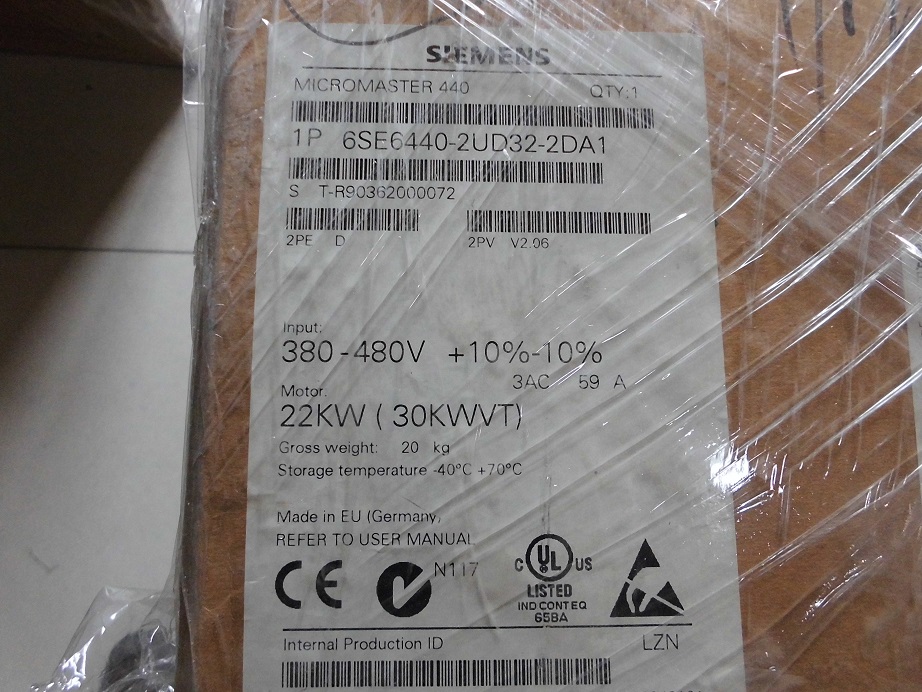 SIEMENS
MICROMASTER 440 QTY:1
1P 6SE6440-2UD32-2DA1
S T-R90362000072
2PE D 2PV V2.06
Input:
380-480V +10%-10%
3AC 59 A
Motor:
22KW ( 30KWVT)
Gross weight: 20 kg
Storage temperature -40°C +70°C
Made in EU (Germany)
REFER TO USER MANUAL
CE N117 C UL US
LISTED
IND CONT EQ
65BA
Internal Production ID LZN